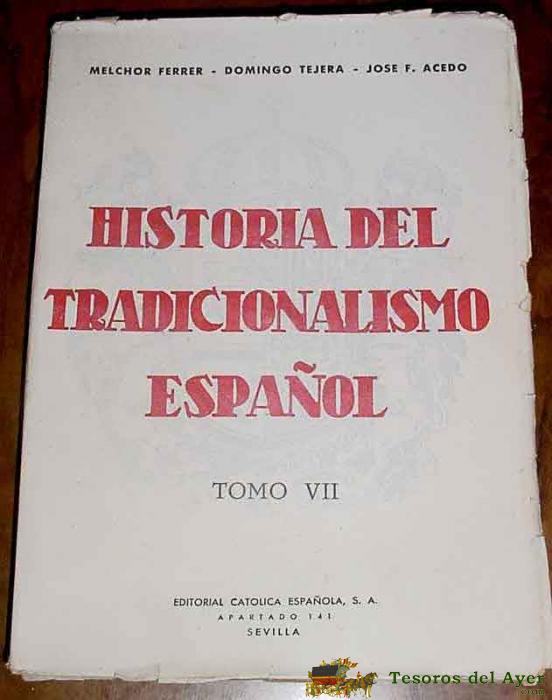 MELCHOR FERRER - DOMINGO TEJERA - JOSE F. ACEDO
HISTORIA DEL
TRADICIONALISMO
ESPAÑOL
TOMO VII
EDITORIAL CATOLICA ESPAÑOLA, S. A.
APARTADO 141
SEVILLA
Tesoros del Ayer
.com